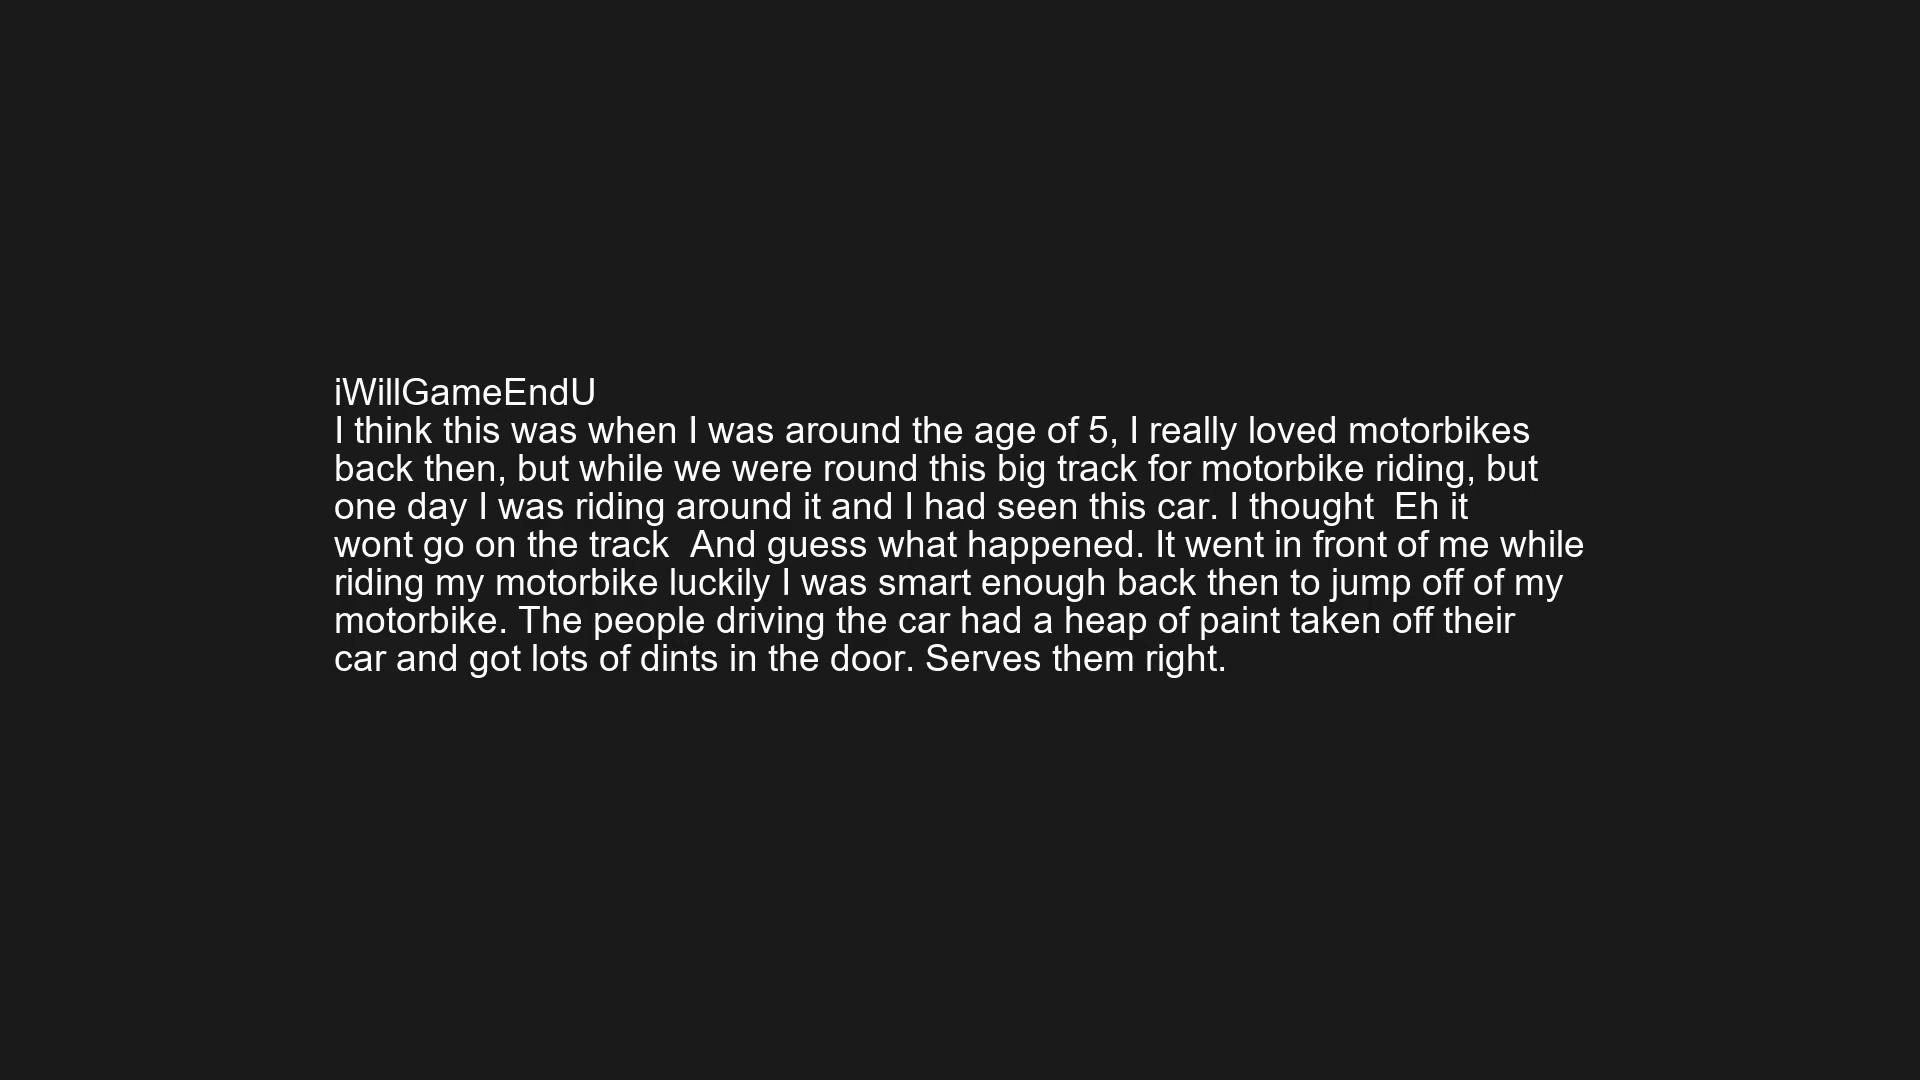 iWillGameEndU
I think this was when I was around the age of 5, I really loved motorbikes
back then, but while we were round this big track for motorbike riding, but
one day I was riding around it and I had seen this car. I thought  Eh it
wont go on the track  And guess what happened. It went in front of me while
riding my motorbike luckily I was smart enough back then to jump off of my
motorbike. The people driving the car had a heap of paint taken off their
car and got lots of dints in the door. Serves them right.